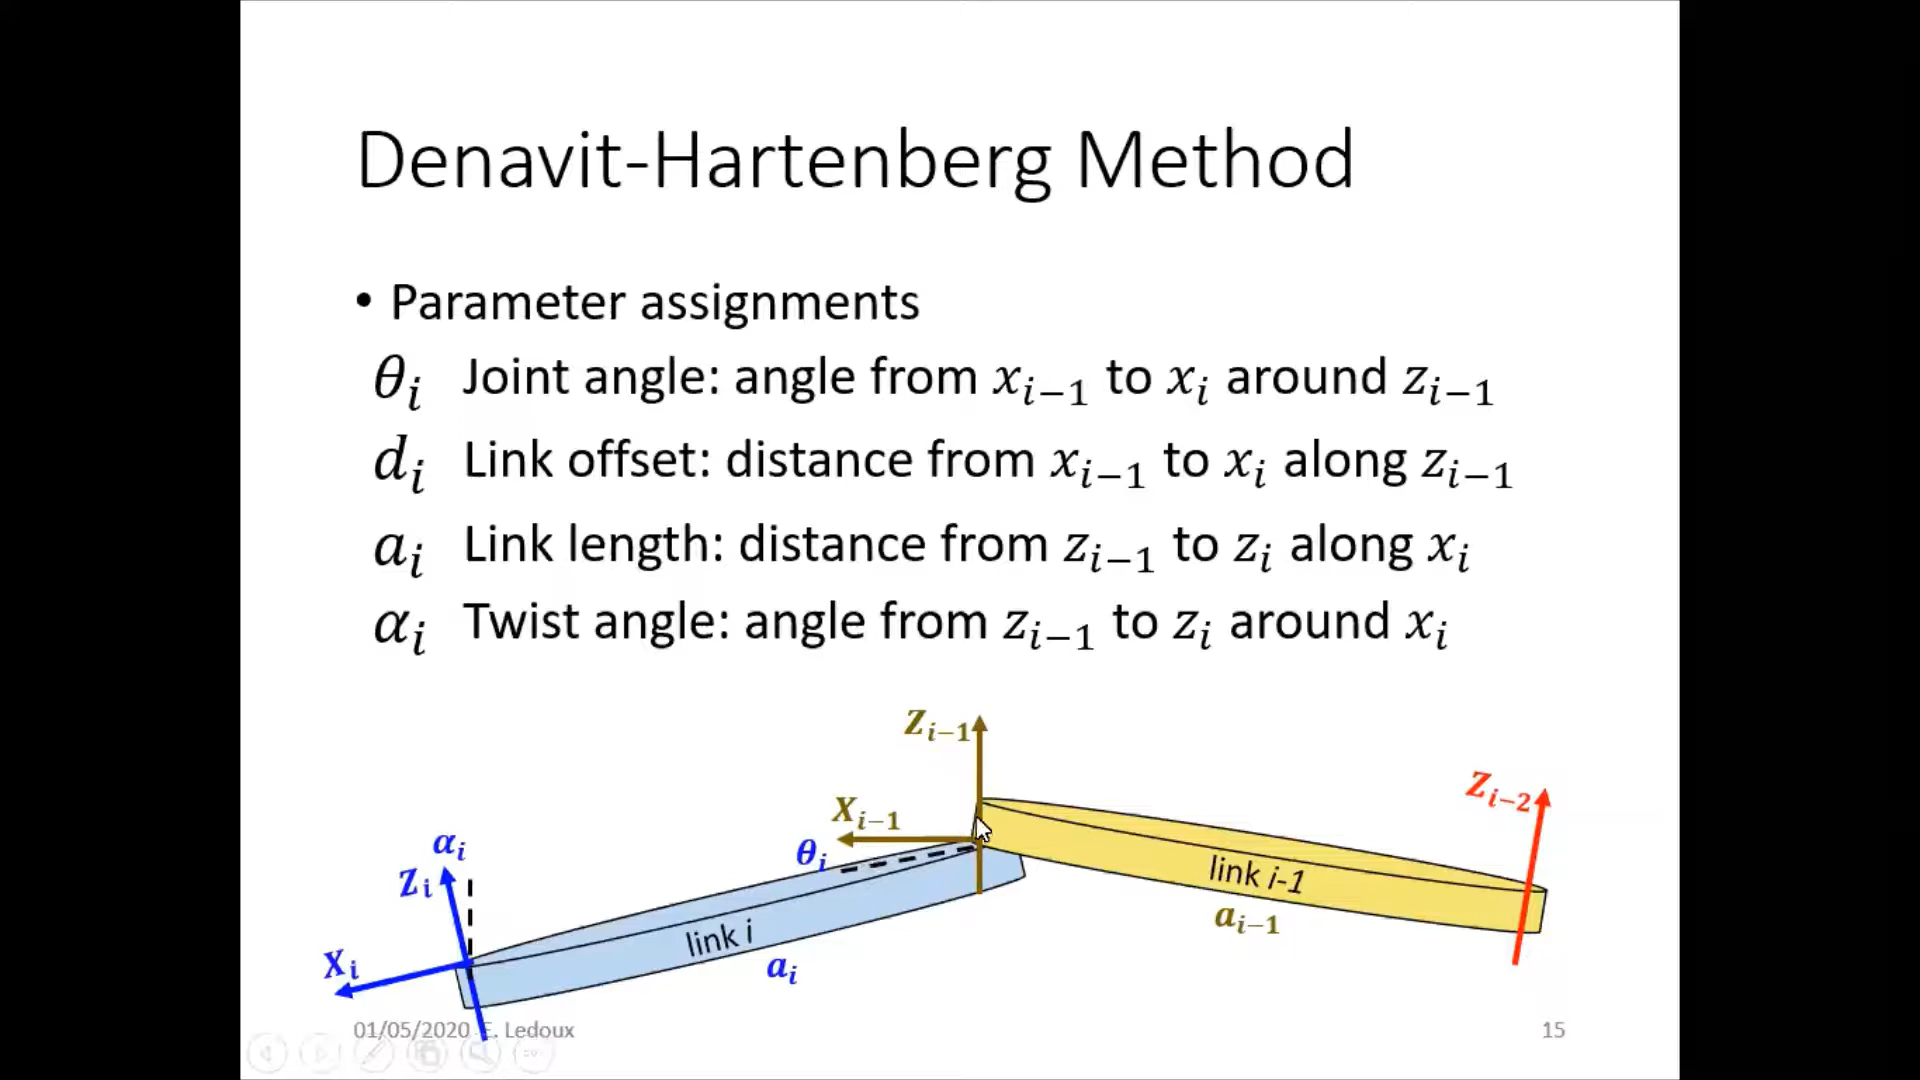 Denavit-Hartenberg Method
• Parameter assignments
θᵢ Joint angle: angle from xᵢ₋₁ to xᵢ around zᵢ₋₁
dᵢ Link offset: distance from xᵢ₋₁ to xᵢ along zᵢ₋₁
aᵢ Link length: distance from zᵢ₋₁ to zᵢ along xᵢ
αᵢ Twist angle: angle from zᵢ₋₁ to zᵢ around xᵢ
Zᵢ₋₁
Zᵢ₋₂
Xᵢ₋₁
αᵢ
θᵢ
Zᵢ
link i-1
aᵢ₋₁
link i
Xᵢ
aᵢ
01/05/2020 E. Ledoux
15